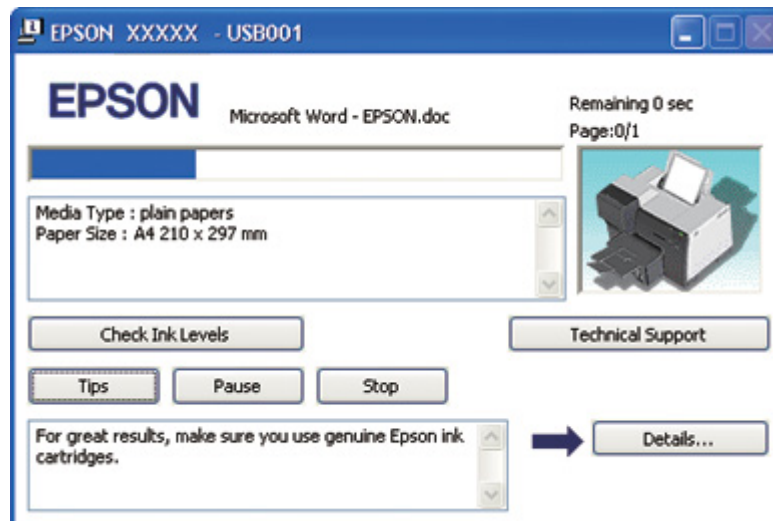 EPSON XXXXX - USB001
EPSON
Microsoft Word - EPSON.doc
Remaining 0 sec
Page:0/1
Media Type : plain papers
Paper Size : A4 210 x 297 mm
Check Ink Levels
Technical Support
Tips
Pause
Stop
For great results, make sure you use genuine Epson ink
cartridges.
Details...